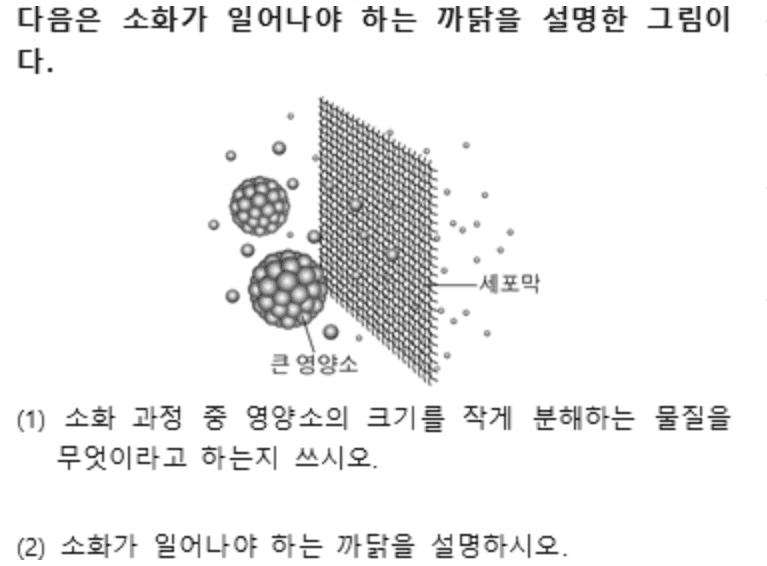 다음은 소화가 일어나야 하는 까닭을 설명한 그림이
다.
세포막
큰 영양소
(1) 소화 과정 중 영양소의 크기를 작게 분해하는 물질을
무엇이라고 하는지 쓰시오.
(2) 소화가 일어나야 하는 까닭을 설명하시오.